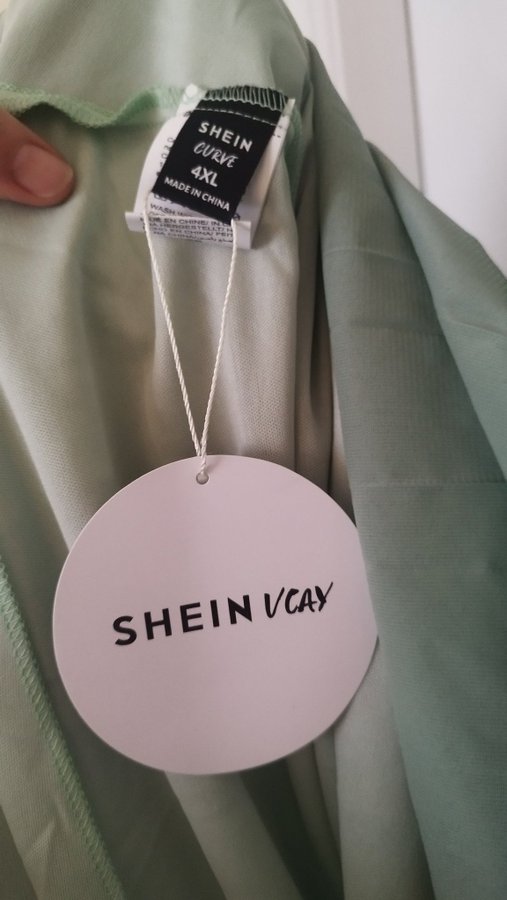 SHEIN
CURVE
4XL
MADE IN CHINA
SHEIN VCAY